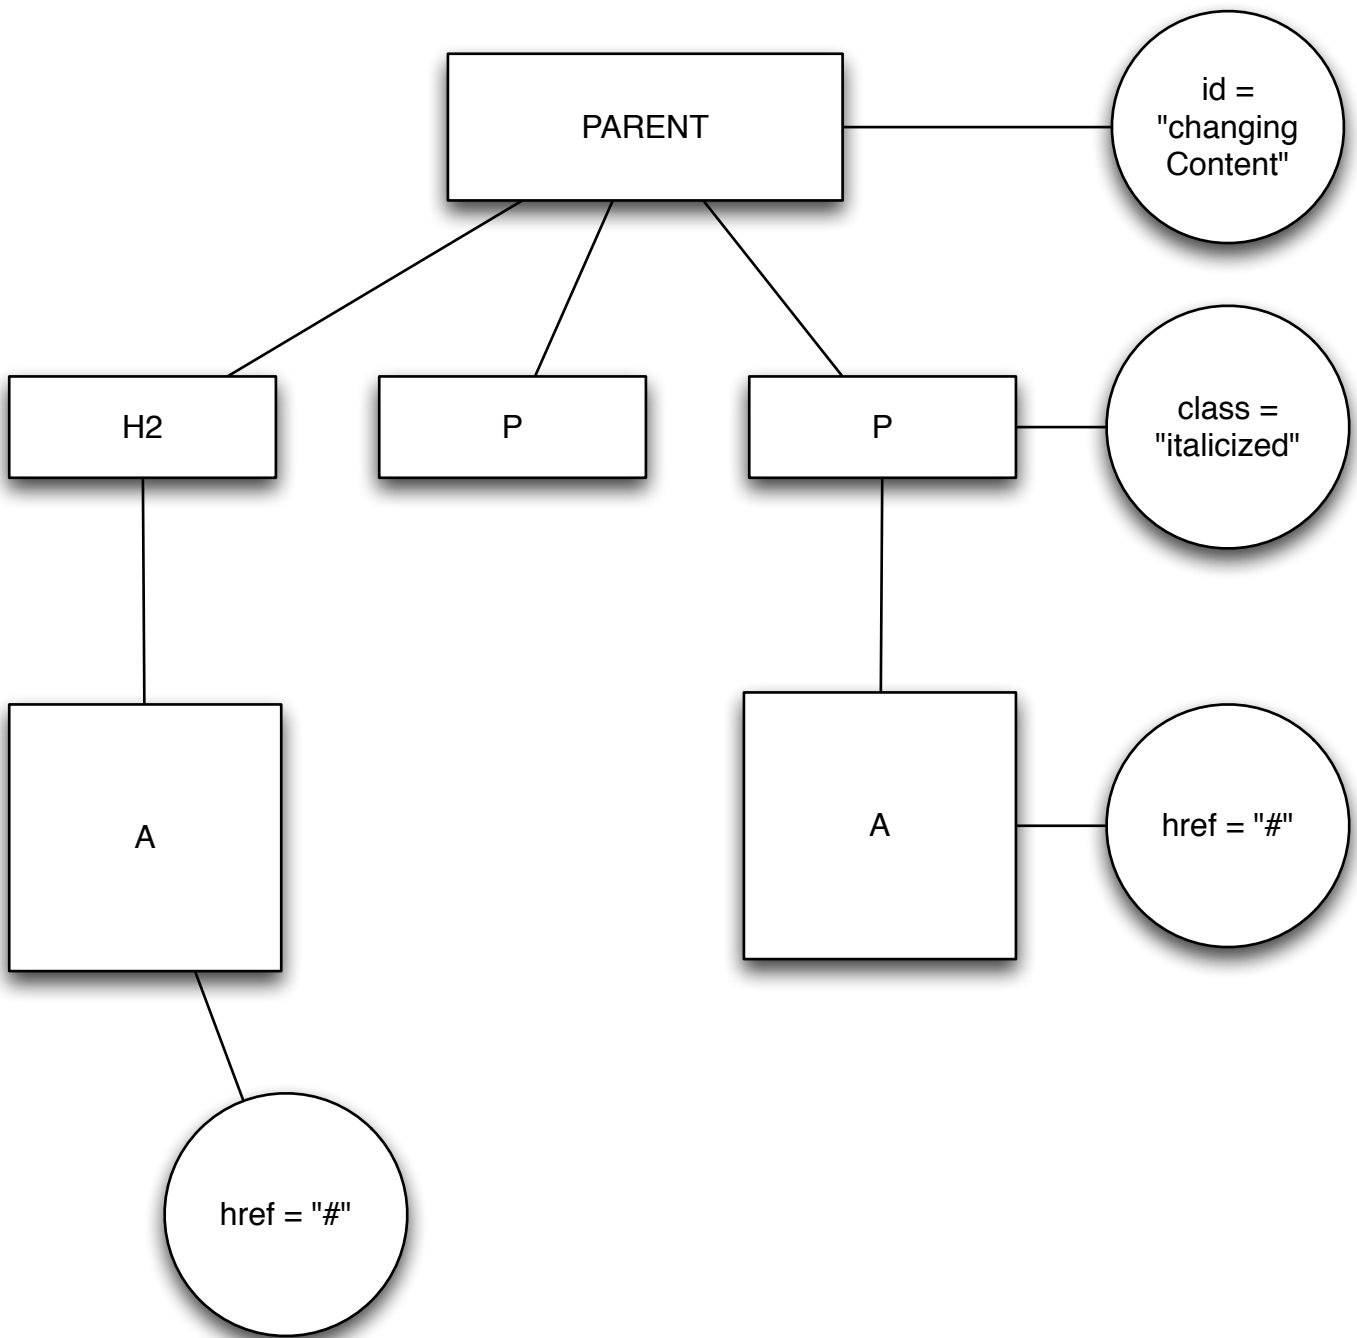 PARENT
id =
"changing
Content"
H2
P
P
class =
"italicized"
A
A
href = "#"
href = "#"